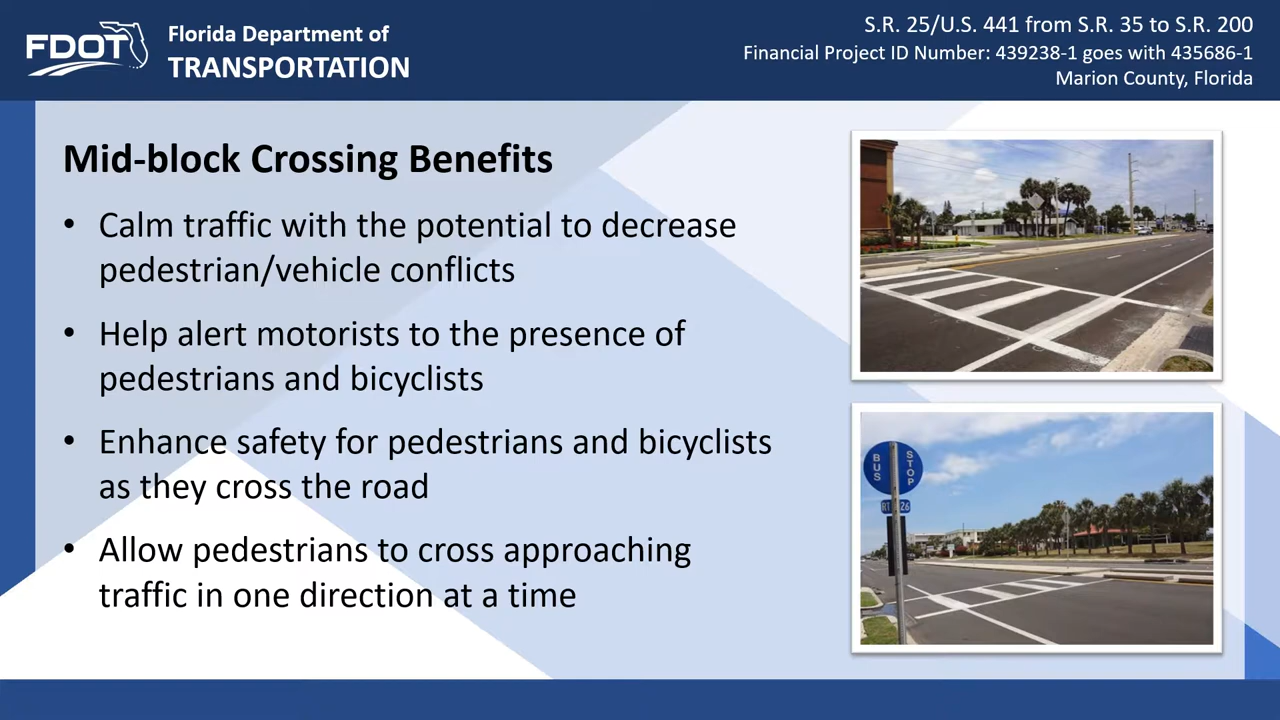 FDOT
Florida Department of
TRANSPORTATION
S.R. 25/U.S. 441 from S.R. 35 to S.R. 200
Financial Project ID Number: 439238-1 goes with 435686-1
Marion County, Florida
Mid-block Crossing Benefits
• Calm traffic with the potential to decrease
pedestrian/vehicle conflicts
• Help alert motorists to the presence of
pedestrians and bicyclists
• Enhance safety for pedestrians and bicyclists
as they cross the road
• Allow pedestrians to cross approaching
traffic in one direction at a time
BUS STOP